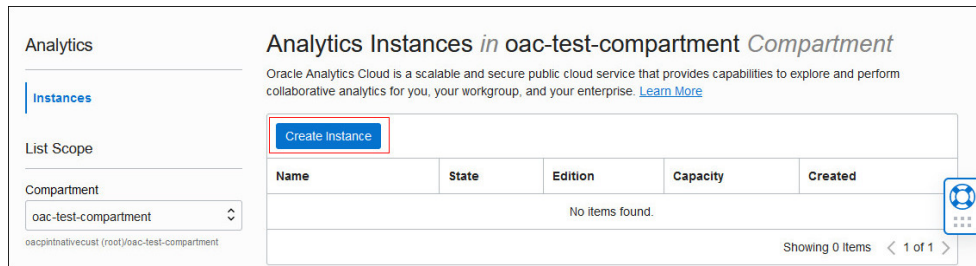 Analytics
Instances
List Scope
Compartment
oac-test-compartment
oacpintnativecust (root)/oac-test-compartment
Analytics Instances in oac-test-compartment Compartment
Oracle Analytics Cloud is a scalable and secure public cloud service that provides capabilities to explore and perform
collaborative analytics for you, your workgroup, and your enterprise. Learn More
Create Instance
Name State Edition Capacity Created
No items found.
Showing 0 Items < 1 of 1 >